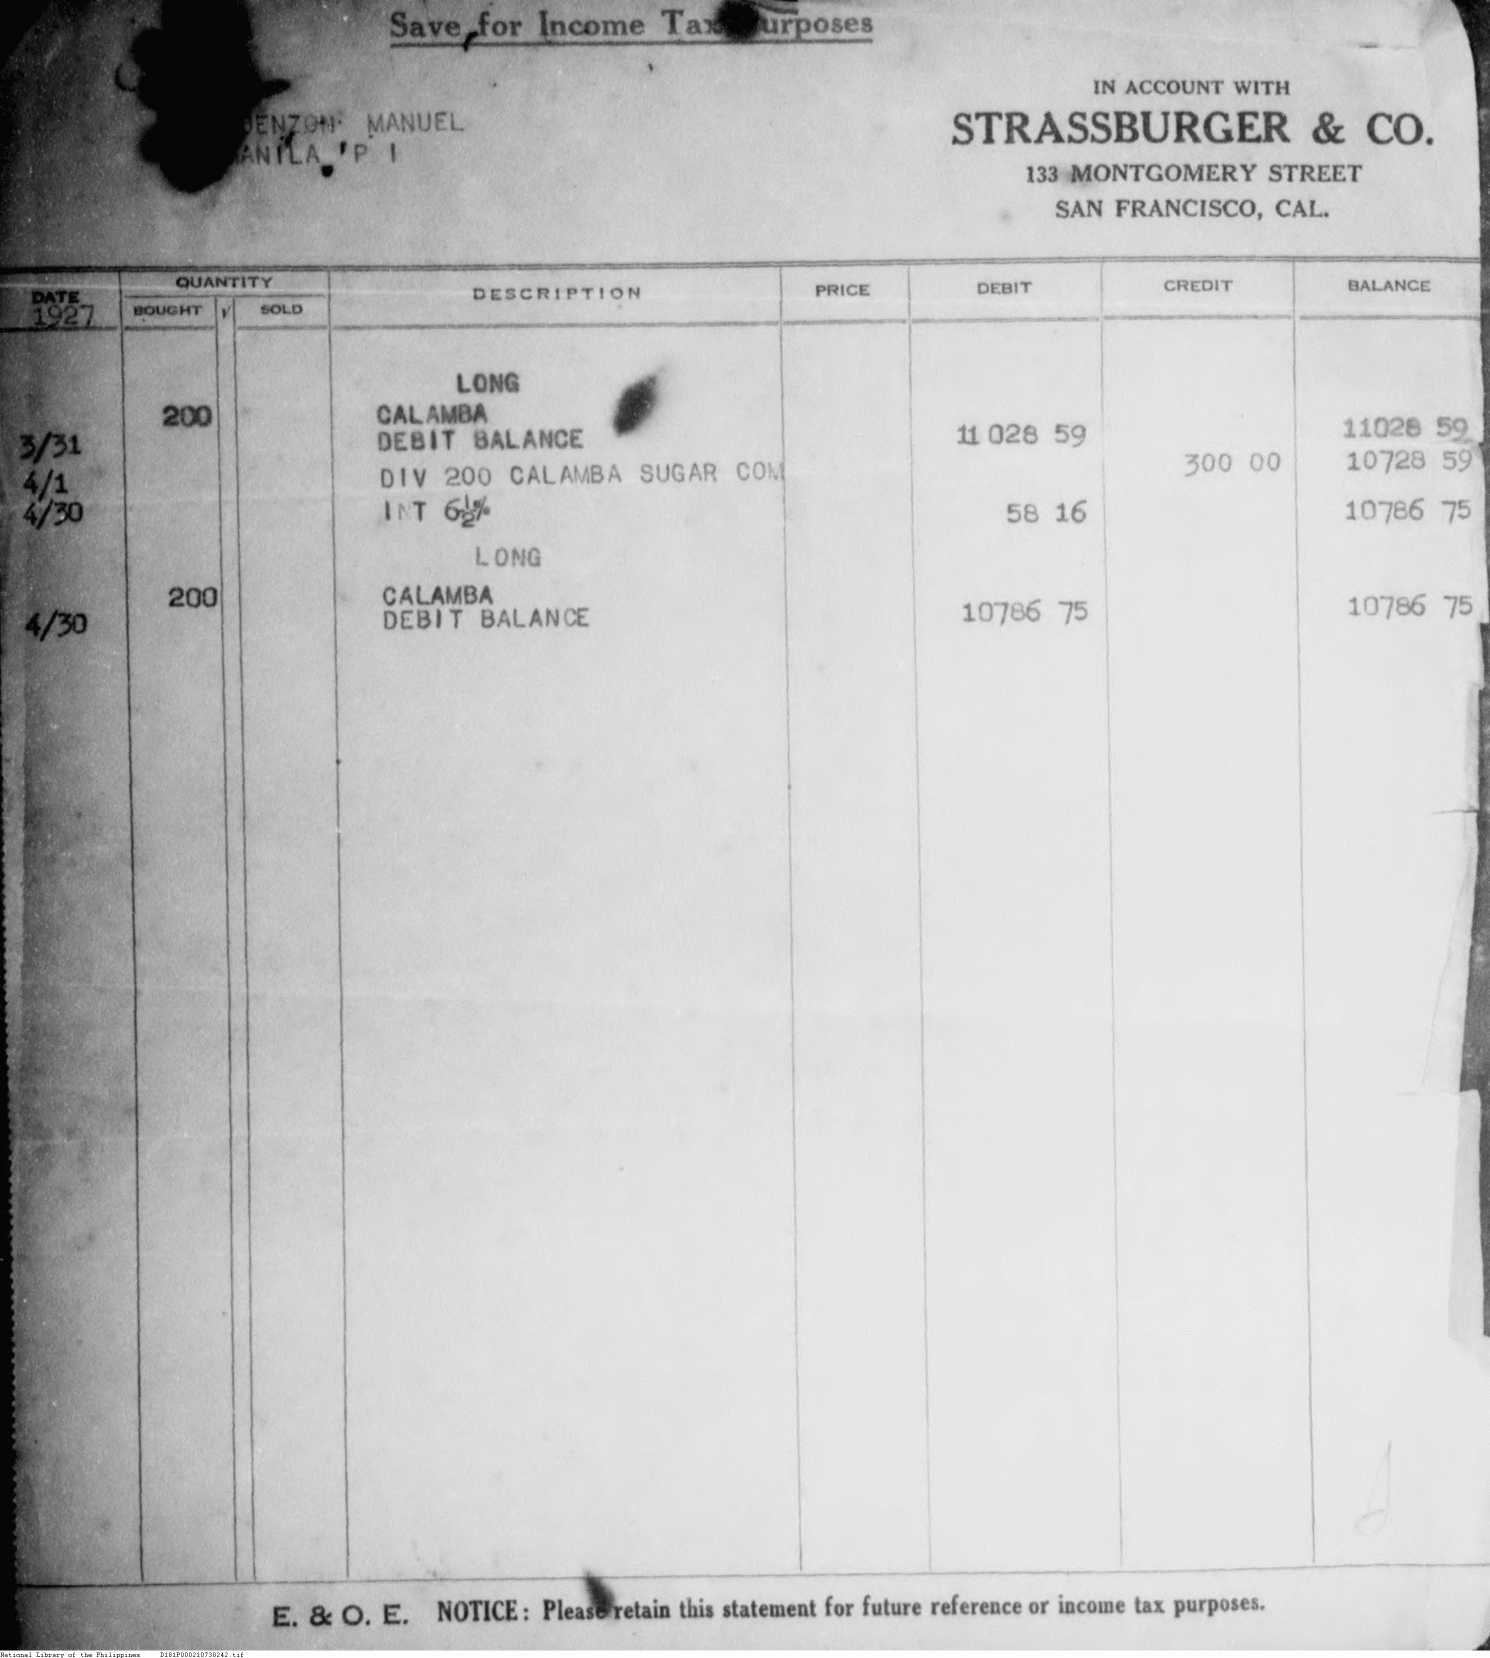 Save for Income Tax Purposes
MANUEL
P I
IN ACCOUNT WITH
STRASSBURGER & CO.
133 MONTGOMERY STREET
SAN FRANCISCO, CAL.
DATE QUANTITY DESCRIPTION PRICE DEBIT CREDIT BALANCE
1927 BOUGHT √ SOLD
LONG
200 CALAMBA
3/31 DEBIT BALANCE 11028 59 11028 59
4/1 DIV 200 CALAMBA SUGAR COM 300 00 10728 59
4/30 INT 6½% 58 16 10786 75
LONG
200 CALAMBA
4/30 DEBIT BALANCE 10786 75 10786 75
E. & O. E. NOTICE: Please retain this statement for future reference or income tax purposes.
National Library of the Philippines D181P000210738242.tif